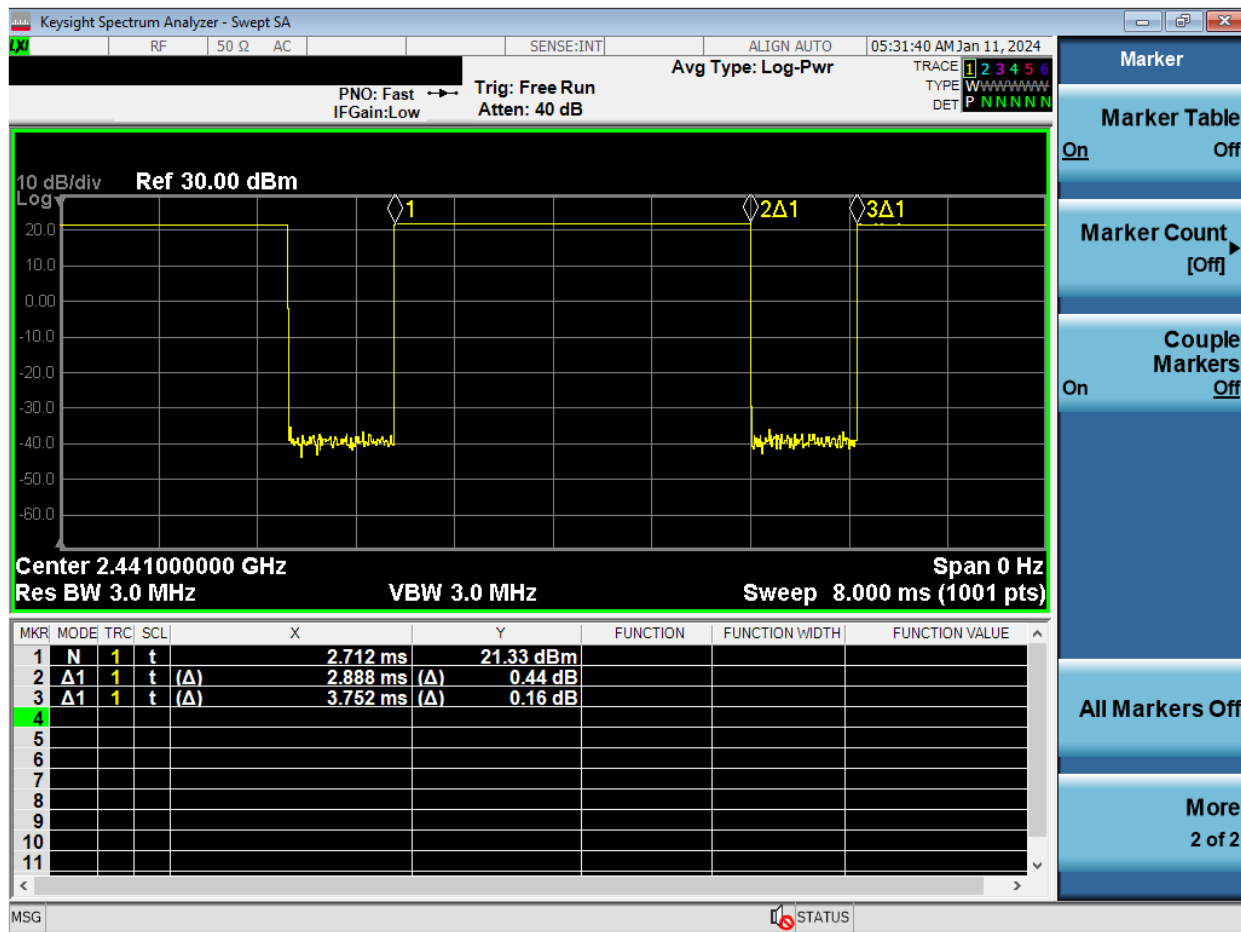 Keysight Spectrum Analyzer - Swept SA
LXI RF 50 Ω AC SENSE:INT ALIGN AUTO 05:31:40 AM Jan 11, 2024
Avg Type: Log-Pwr
PNO: Fast
IFGain:Low
Trig: Free Run
Atten: 40 dB
TRACE 1 2 3 4 5 6
TYPE WWWWWWW
DET P N N N N N
10 dB/div
Log
Ref 30.00 dBm
1 2Δ1 3Δ1
20.0
10.0
0.00
-10.0
-20.0
-30.0
-40.0
-50.0
-60.0
Center 2.441000000 GHz Span 0 Hz
Res BW 3.0 MHz VBW 3.0 MHz Sweep 8.000 ms (1001 pts)
MKR MODE TRC SCL X Y FUNCTION FUNCTION WIDTH FUNCTION VALUE
1 N 1 t 2.712 ms 21.33 dBm
2 Δ1 1 t (Δ) 2.888 ms (Δ) 0.44 dB
3 Δ1 1 t (Δ) 3.752 ms (Δ) 0.16 dB
4
5
6
7
8
9
10
11
MSG STATUS
Marker
Marker Table
On Off
Marker Count
[Off]
Couple
Markers
On Off
All Markers Off
More
2 of 2